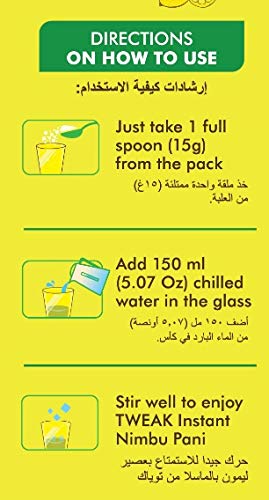 DIRECTIONS
ON HOW TO USE
إرشادات كيفية الاستخدام:
Just take 1 full
spoon (15g)
from the pack
خذ ملقة واحدة ممتلئة (١٥غ)
من العلبة.
Add 150 ml
(5.07 Oz) chilled
water in the glass
أضف ١٥٠ مل (٥,٠٧ أونصة)
من الماء البارد في كأس.
Stir well to enjoy
TWEAK Instant
Nimbu Pani
حرك جيدا للاستمتاع بعصير
ليمون بالماسلا من تویاك